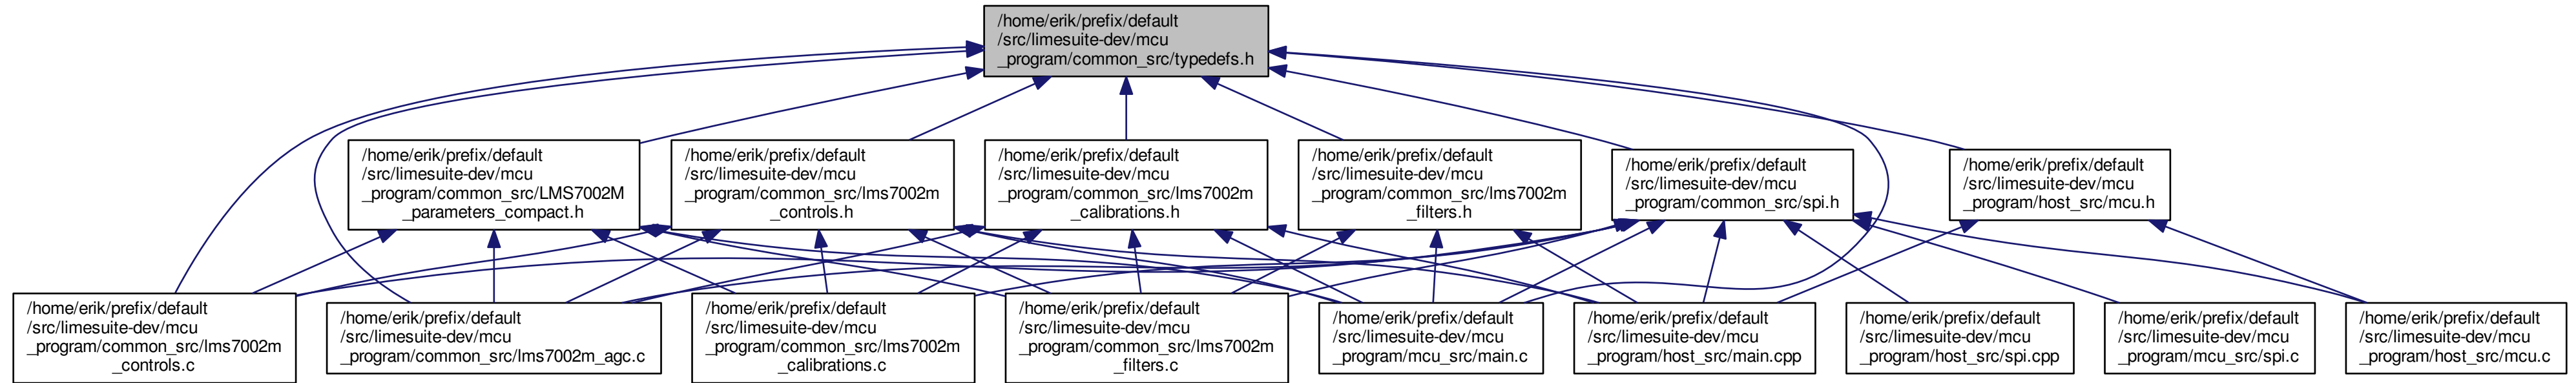 /home/erik/prefix/default
/src/limesuite-dev/mcu
_program/common_src/typedefs.h
/home/erik/prefix/default
/src/limesuite-dev/mcu
_program/common_src/LMS7002M
_parameters_compact.h
/home/erik/prefix/default
/src/limesuite-dev/mcu
_program/common_src/lms7002m
_controls.h
/home/erik/prefix/default
/src/limesuite-dev/mcu
_program/common_src/lms7002m
_calibrations.h
/home/erik/prefix/default
/src/limesuite-dev/mcu
_program/common_src/lms7002m
_filters.h
/home/erik/prefix/default
/src/limesuite-dev/mcu
_program/common_src/spi.h
/home/erik/prefix/default
/src/limesuite-dev/mcu
_program/host_src/mcu.h
/home/erik/prefix/default
/src/limesuite-dev/mcu
_program/common_src/lms7002m
_controls.c
/home/erik/prefix/default
/src/limesuite-dev/mcu
_program/common_src/lms7002m_agc.c
/home/erik/prefix/default
/src/limesuite-dev/mcu
_program/common_src/lms7002m
_calibrations.c
/home/erik/prefix/default
/src/limesuite-dev/mcu
_program/common_src/lms7002m
_filters.c
/home/erik/prefix/default
/src/limesuite-dev/mcu
_program/mcu_src/main.c
/home/erik/prefix/default
/src/limesuite-dev/mcu
_program/host_src/main.cpp
/home/erik/prefix/default
/src/limesuite-dev/mcu
_program/host_src/spi.cpp
/home/erik/prefix/default
/src/limesuite-dev/mcu
_program/mcu_src/spi.c
/home/erik/prefix/default
/src/limesuite-dev/mcu
_program/host_src/mcu.c